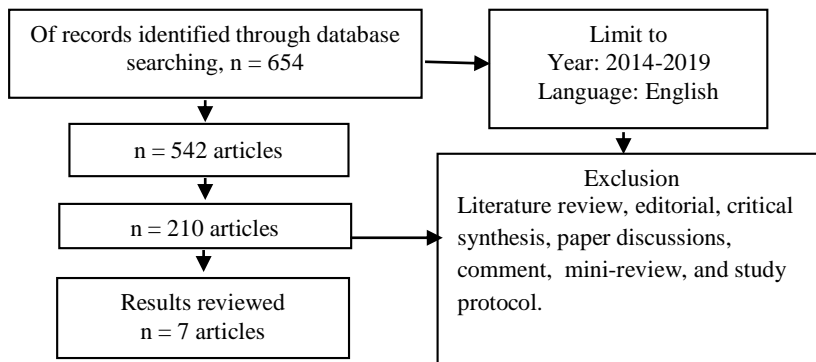 Of records identified through database
searching, n = 654
Limit to
Year: 2014-2019
Language: English
n = 542 articles
n = 210 articles
Exclusion
Literature review, editorial, critical
synthesis, paper discussions,
comment, mini-review, and study
protocol.
Results reviewed
n = 7 articles